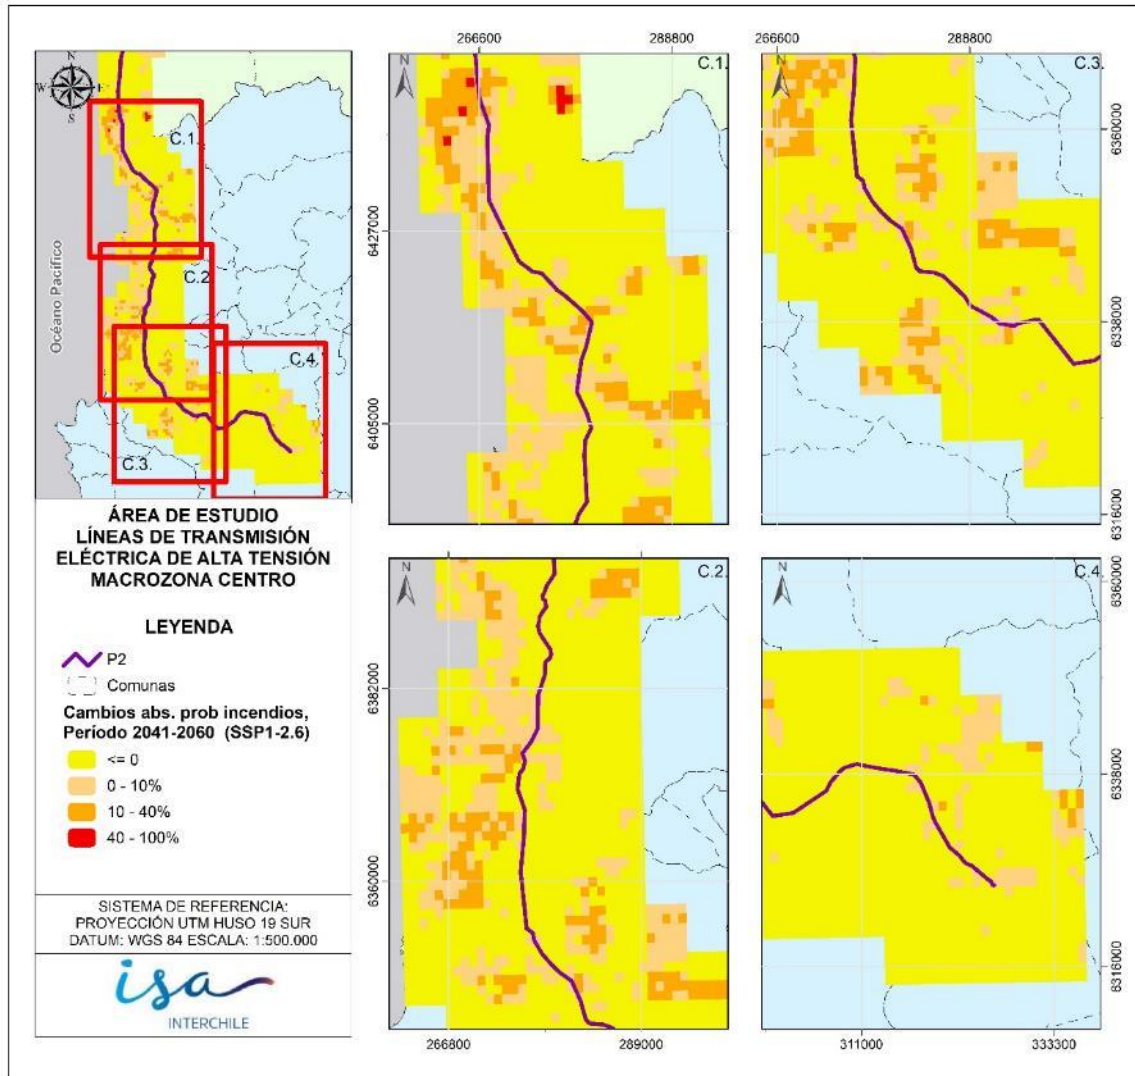 N
W
E
S
C.1.
C.2.
C.3.
C.4.
Océano Pacífico
ÁREA DE ESTUDIO
LÍNEAS DE TRANSMISIÓN
ELÉCTRICA DE ALTA TENSIÓN
MACROZONA CENTRO
LEYENDA
P2
Comunas
Cambios abs. prob incendios,
Período 2041-2060 (SSP1-2.6)
<= 0
0 - 10%
10 - 40%
40 - 100%
SISTEMA DE REFERENCIA:
PROYECCIÓN UTM HUSO 19 SUR
DATUM: WGS 84 ESCALA: 1:500.000
isa
INTERCHILE
266600 288800
N
C.1.
6427000
6405000
266600 288800
N
C.3.
6360000
6338000
6316000
N
C.2.
6382000
6360000
266800 289000
N
C.4.
6360000
6338000
6316000
311000 333300